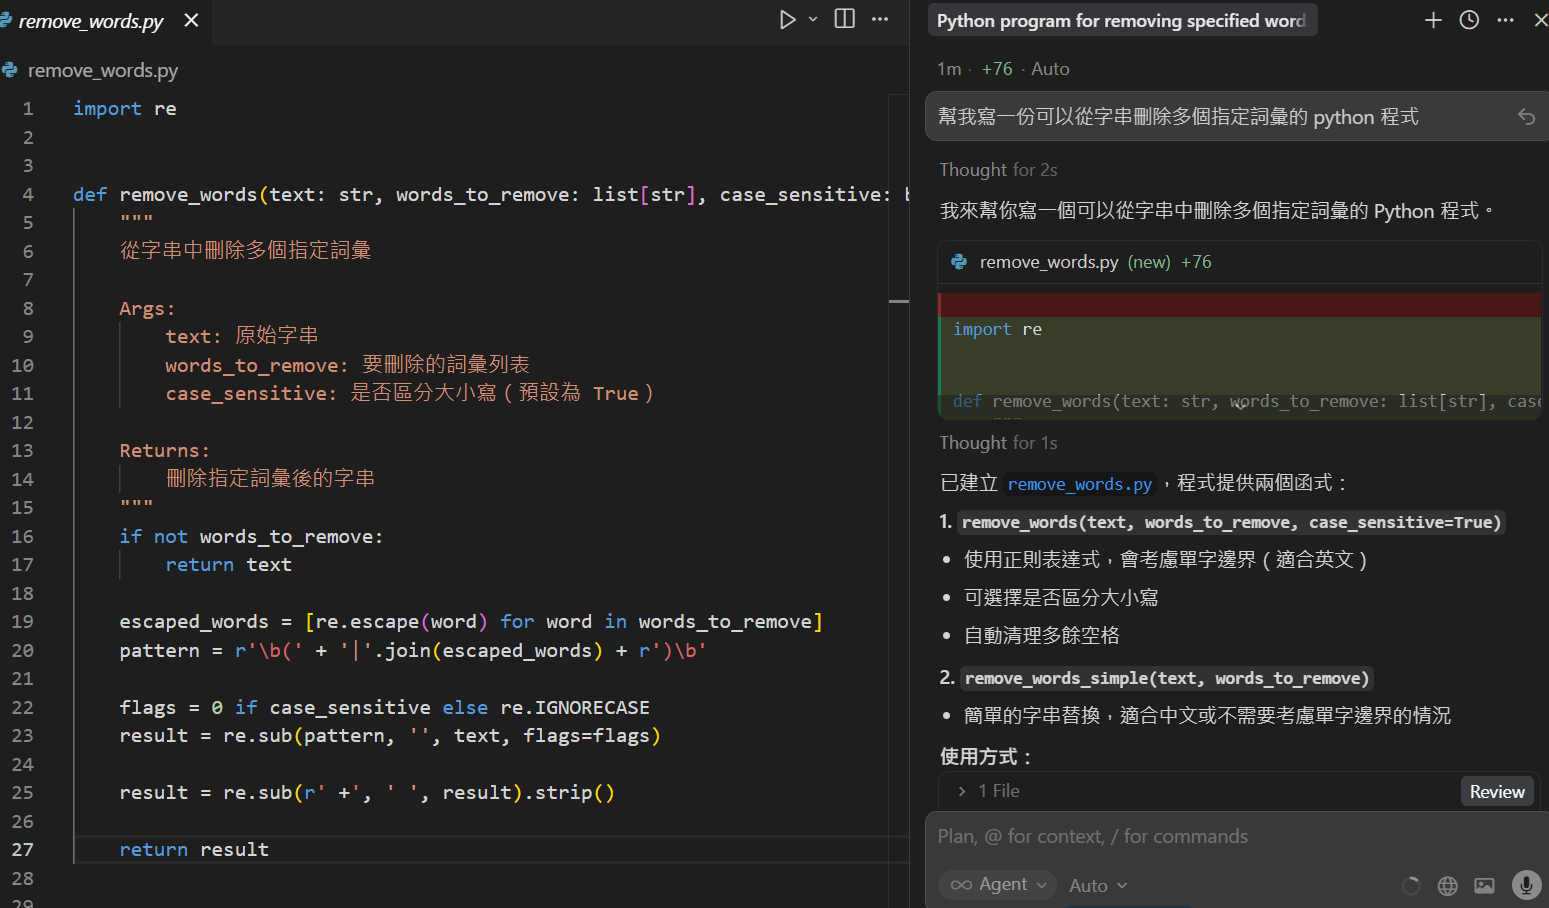 remove_words.py
remove_words.py
1 import re
2
3
4 def remove_words(text: str, words_to_remove: list[str], case_sensitive:
5 """
6 從字串中刪除多個指定詞彙
7
8 Args:
9 text: 原始字串
10 words_to_remove: 要刪除的詞彙列表
11 case_sensitive: 是否區分大小寫（預設為 True）
12
13 Returns:
14 刪除指定詞彙後的字串
15 """
16 if not words_to_remove:
17 return text
18
19 escaped_words = [re.escape(word) for word in words_to_remove]
20 pattern = r'\b(' + '|'.join(escaped_words) + r')\b'
21
22 flags = 0 if case_sensitive else re.IGNORECASE
23 result = re.sub(pattern, '', text, flags=flags)
24
25 result = re.sub(r' +', ' ', result).strip()
26
27 return result
28
29
Python program for removing specified word
1m · +76 · Auto
幫我寫一份可以從字串刪除多個指定詞彙的 python 程式
Thought for 2s
我來幫你寫一個可以從字串中刪除多個指定詞彙的 Python 程式。
remove_words.py (new) +76
import re
def remove_words(text: str, words_to_remove: list[str], case
"""
Thought for 1s
已建立 remove_words.py，程式提供兩個函式：
1. remove_words(text, words_to_remove, case_sensitive=True)
• 使用正則表達式，會考慮單字邊界（適合英文）
• 可選擇是否區分大小寫
• 自動清理多餘空格
2. remove_words_simple(text, words_to_remove)
• 簡單的字串替換，適合中文或不需要考慮單字邊界的情況
使用方式：
1 File
Review
Plan, @ for context, / for commands
Agent
Auto